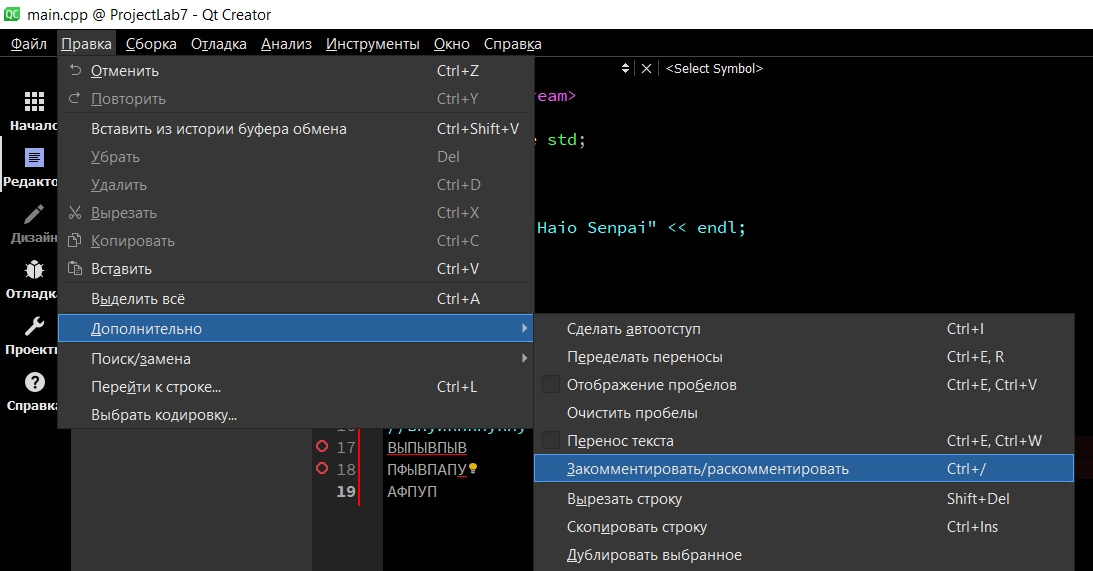 main.cpp @ ProjectLab7 - Qt Creator
Файл Правка Сборка Отладка Анализ Инструменты Окно Справка
<Select Symbol>
Отменить Ctrl+Z
Повторить Ctrl+Y
Вставить из истории буфера обмена Ctrl+Shift+V
Убрать Del
Удалить Ctrl+D
Вырезать Ctrl+X
Копировать Ctrl+C
Вставить Ctrl+V
Выделить всё Ctrl+A
Дополнительно
Поиск/замена
Перейти к строке... Ctrl+L
Выбрать кодировку...
Начало
Редакто
Дизайн
Отладка
Проекты
Справка
eam>
std;
Haio Senpai" << endl;
Сделать автоотступ Ctrl+I
Переделать переносы Ctrl+E, R
Отображение пробелов Ctrl+E, Ctrl+V
Очистить пробелы
Перенос текста Ctrl+E, Ctrl+W
Закомментировать/раскомментировать Ctrl+/
Вырезать строку Shift+Del
Скопировать строку Ctrl+Ins
Дублировать выбранное
17 ВЫПЫВПЫВ
18 ПФЫВПАПУ
19 АФПУП